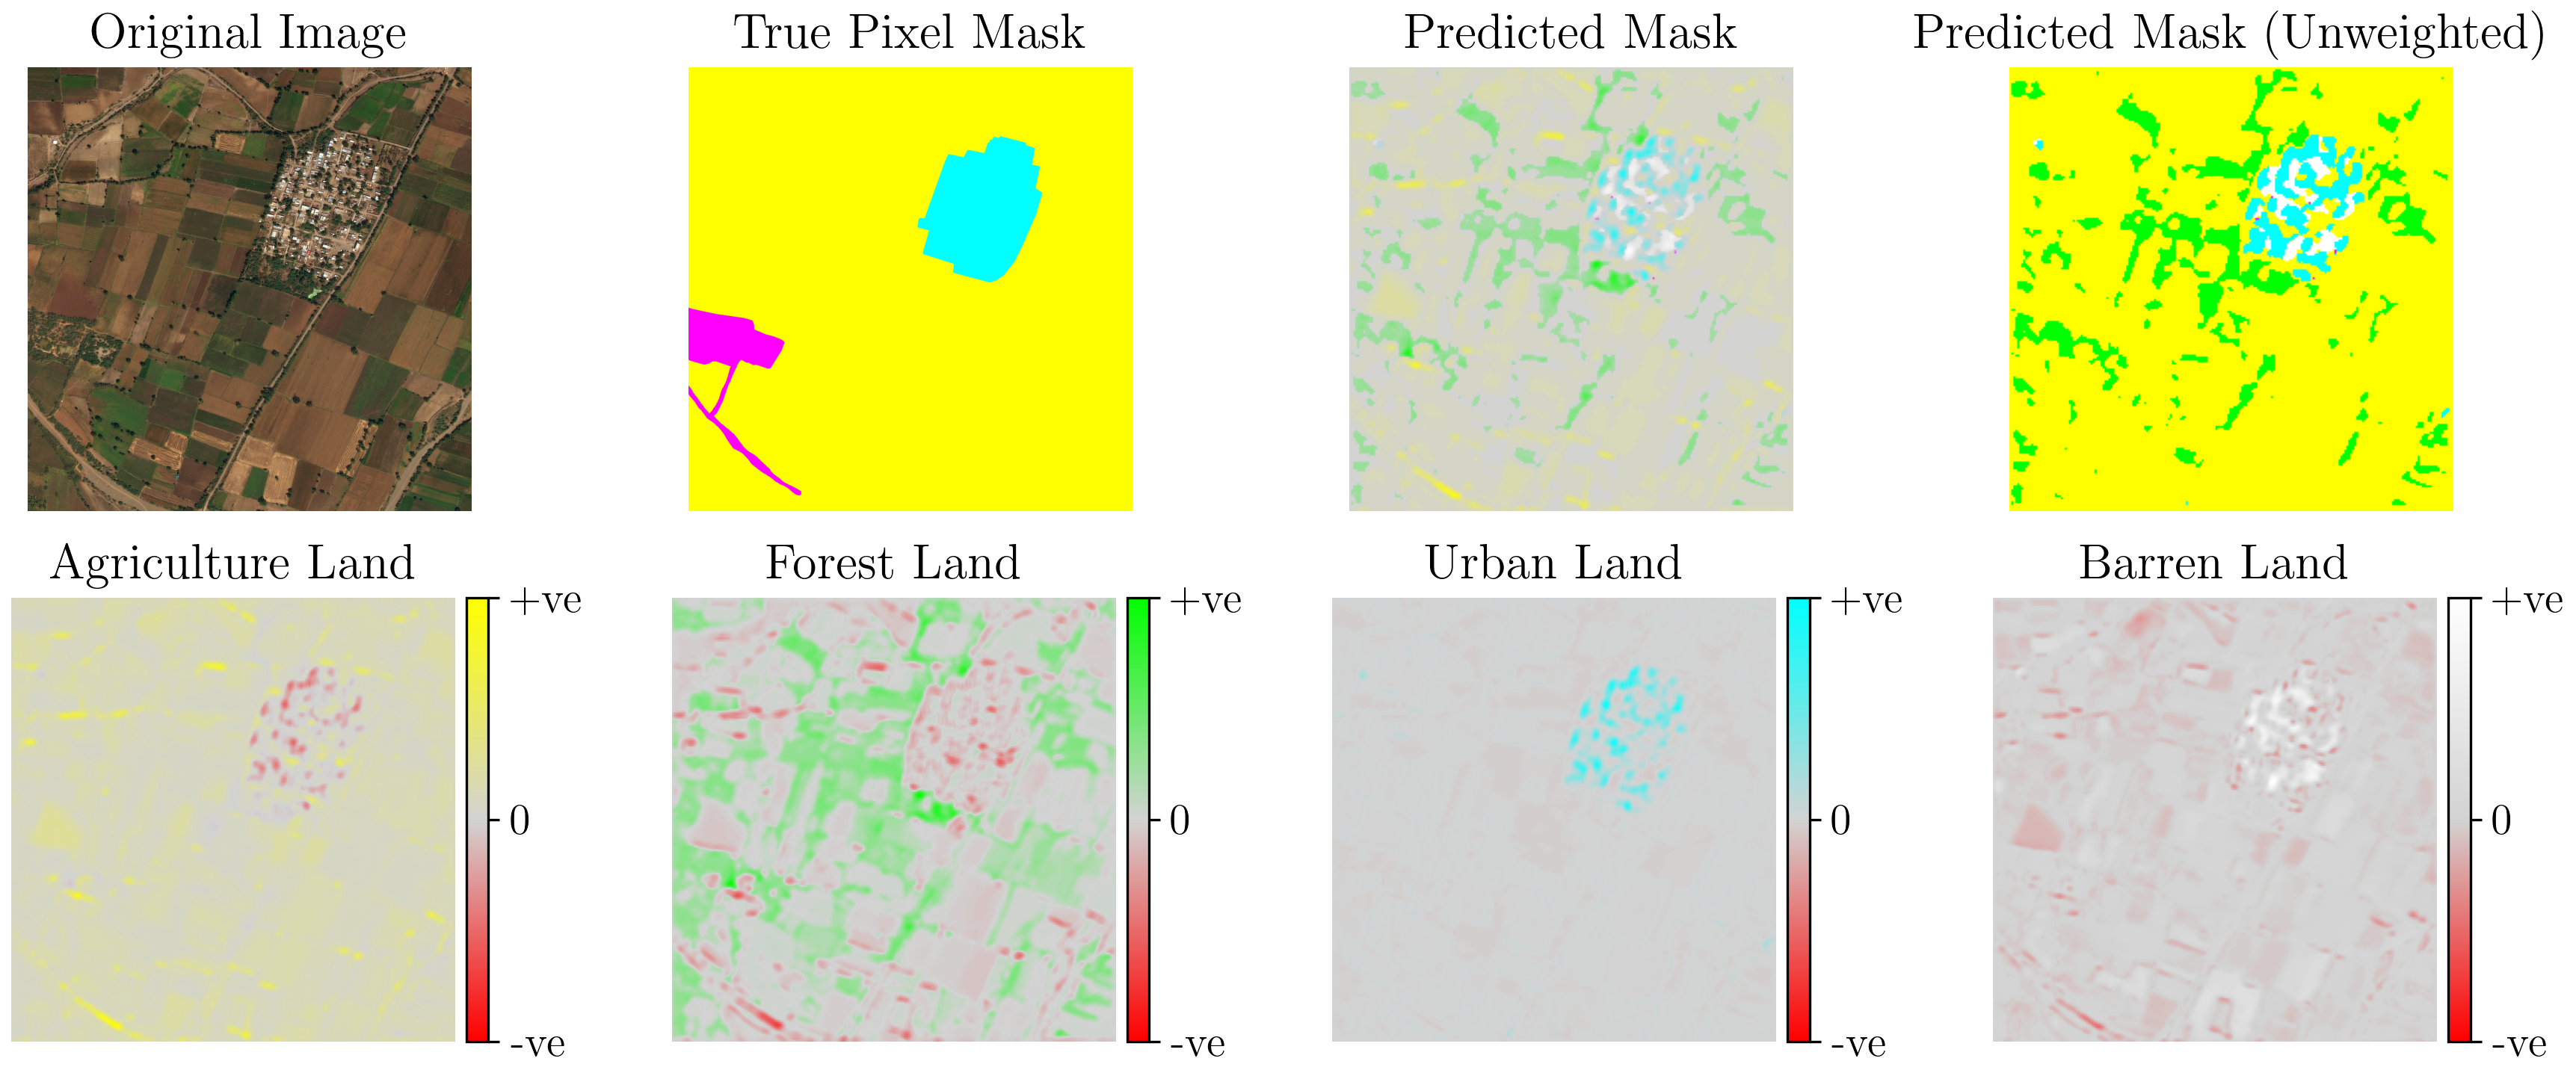 Original Image
True Pixel Mask
Predicted Mask
Predicted Mask (Unweighted)
Agriculture Land
Forest Land
Urban Land
Barren Land
+ve
0
-ve
+ve
0
-ve
+ve
0
-ve
+ve
0
-ve